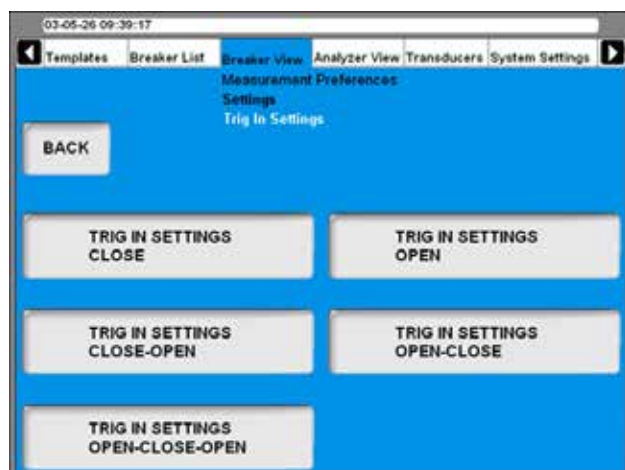 03-05-26 09:39:17
Templates Breaker List Breaker View Analyzer View Transducers System Settings
Measurement Preferences
Settings
Trig In Settings
BACK
TRIG IN SETTINGS
CLOSE
TRIG IN SETTINGS
OPEN
TRIG IN SETTINGS
CLOSE-OPEN
TRIG IN SETTINGS
OPEN-CLOSE
TRIG IN SETTINGS
OPEN-CLOSE-OPEN